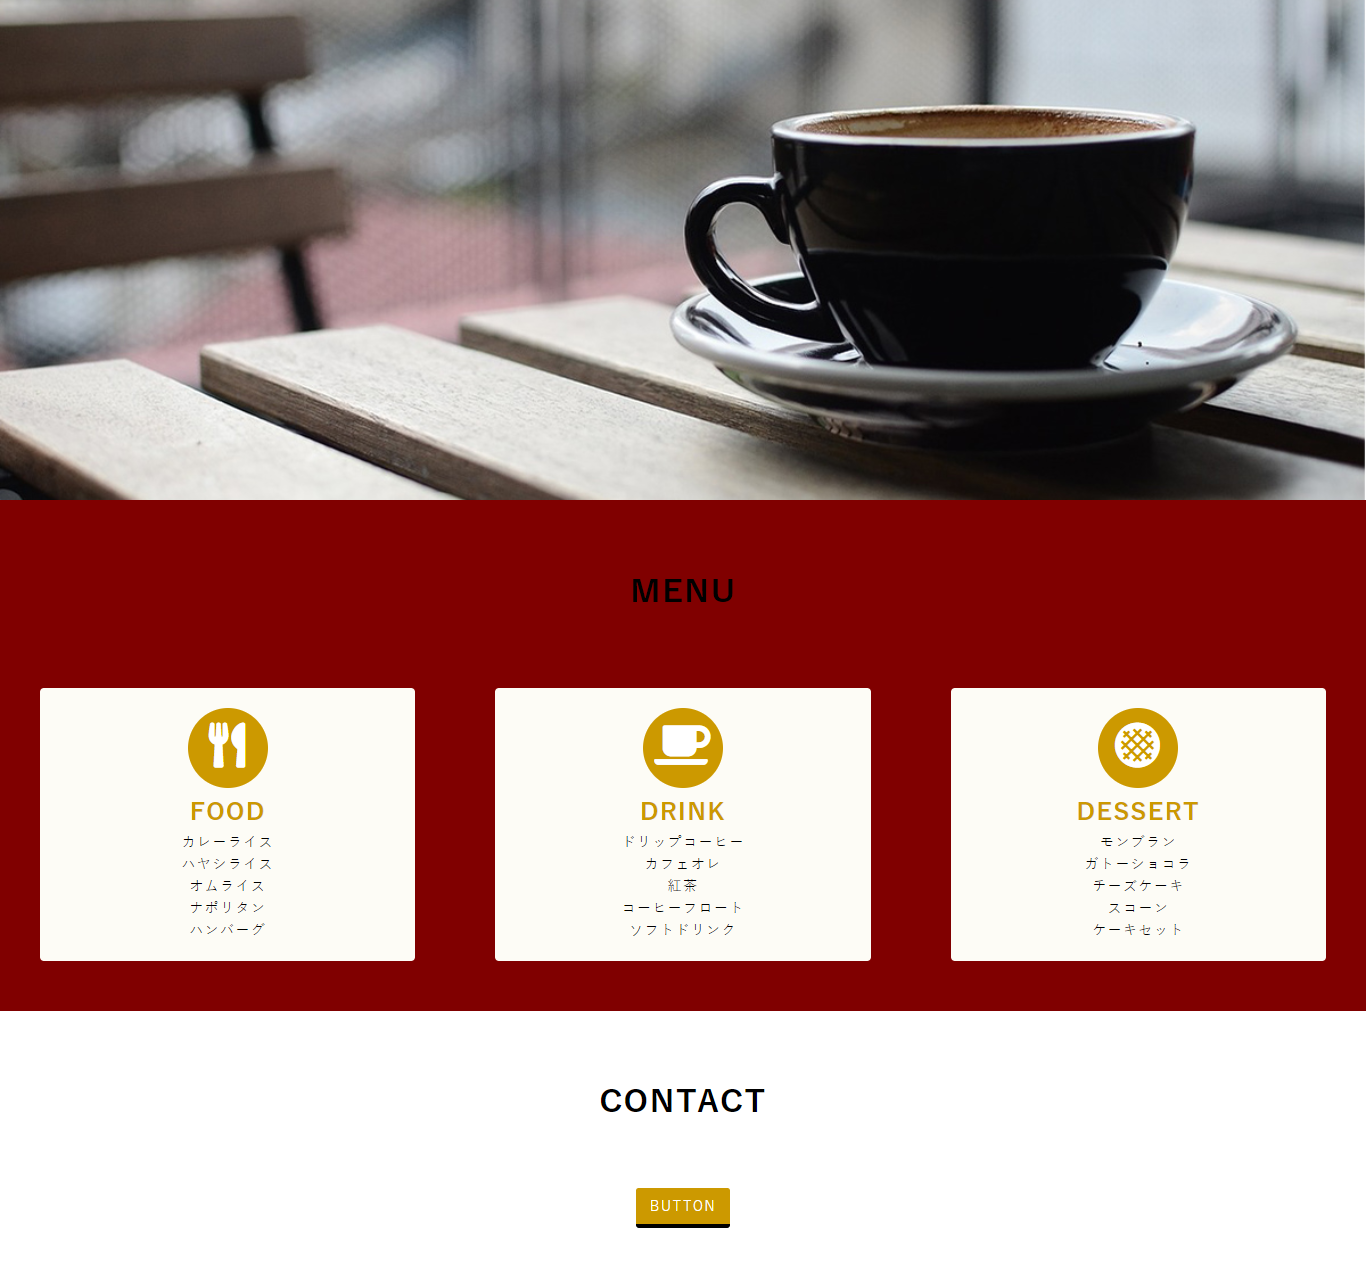 MENU
FOOD
カレーライス
ハヤシライス
オムライス
ナポリタン
ハンバーグ
DRINK
ドリップコーヒー
カフェオレ
紅茶
コーヒーフロート
ソフトドリンク
DESSERT
モンブラン
ガトーショコラ
チーズケーキ
スコーン
ケーキセット
CONTACT
BUTTON